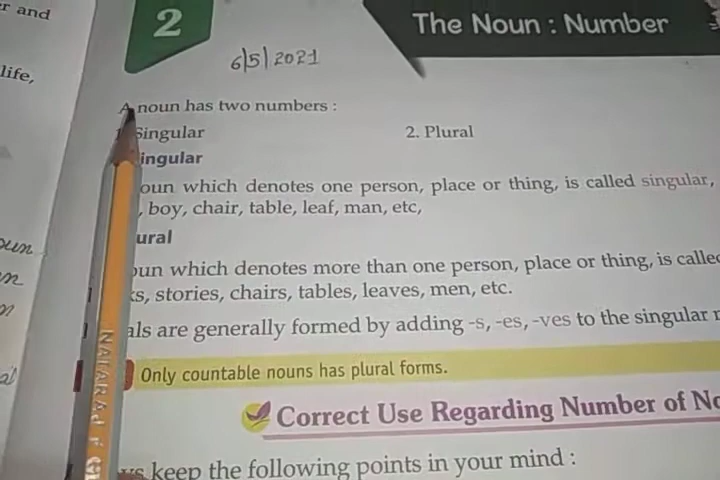 r and
2
The Noun : Number
life,
6|5|2021
A noun has two numbers :
Singular
2. Plural
ingular
oun which denotes one person, place or thing, is called singular,
, boy, chair, table, leaf, man, etc,
ural
oun which denotes more than one person, place or thing, is called
ks, stories, chairs, tables, leaves, men, etc.
als are generally formed by adding -s, -es, -ves to the singular
Only countable nouns has plural forms.
Correct Use Regarding Number of No
keep the following points in your mind :
NATARAJ